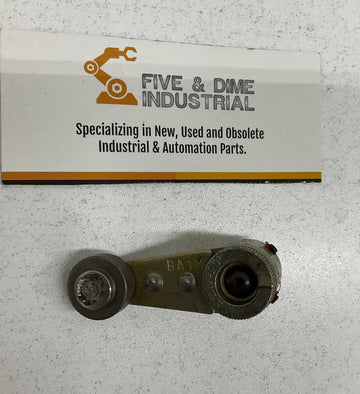 FIVE & DIME
INDUSTRIAL
Specializing in New, Used and Obsolete
Industrial & Automation Parts.